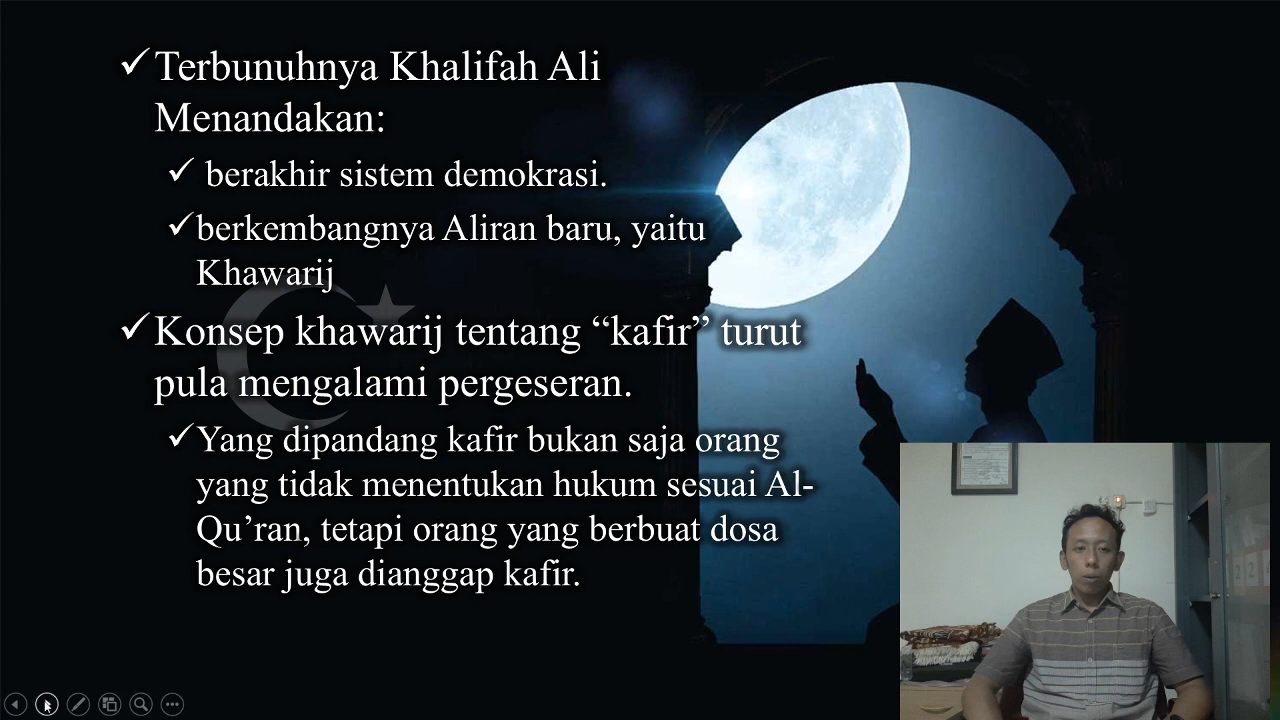 Terbunuhnya Khalifah Ali
Menandakan:
berakhir sistem demokrasi.
berkembangnya Aliran baru, yaitu
Khawarij
Konsep khawarij tentang “kafir” turut
pula mengalami pergeseran.
Yang dipandang kafir bukan saja orang
yang tidak menentukan hukum sesuai Al-
Qu’ran, tetapi orang yang berbuat dosa
besar juga dianggap kafir.